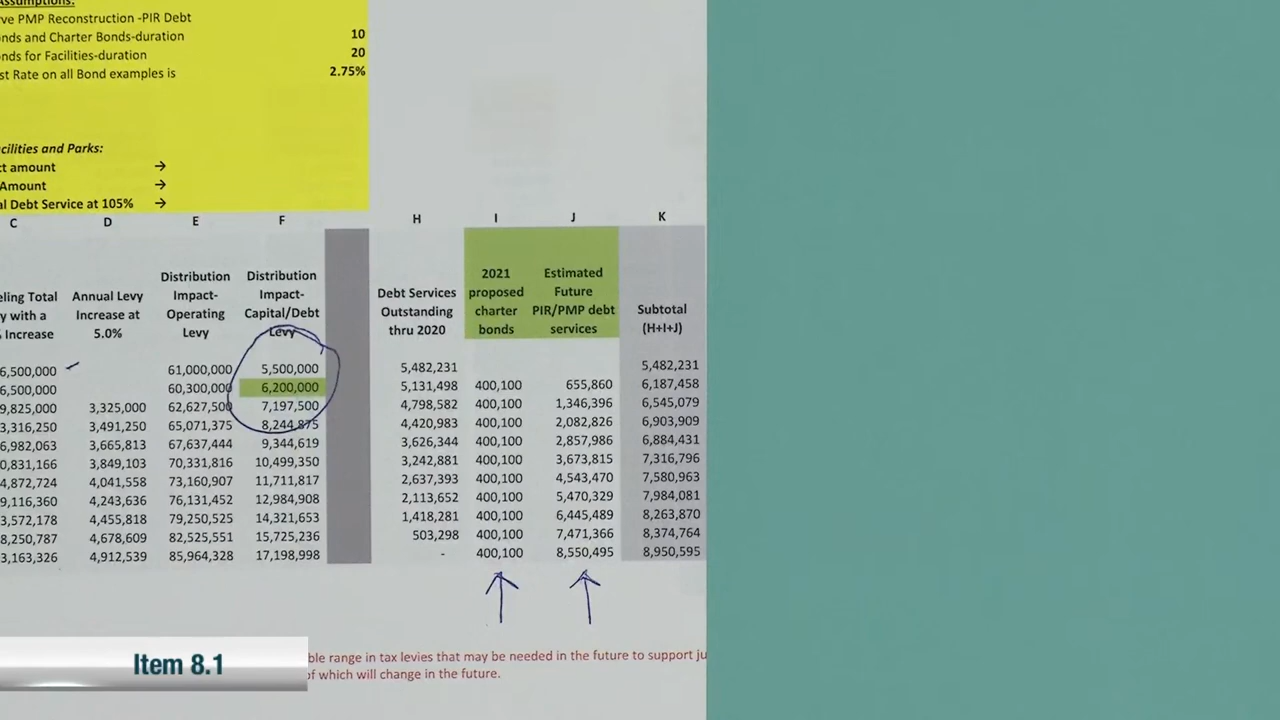 Assumptions:
ve PMP Reconstruction -PIR Debt
nds and Charter Bonds-duration 10
nds for Facilities-duration 20
st Rate on all Bond examples is 2.75%
cilities and Parks:
ct amount →
Amount →
al Debt Service at 105% →
C D E F H I J K
eling Total
y with a
Increase
Annual Levy
Increase at
5.0%
Distribution
Impact-
Operating
Levy
Distribution
Impact-
Capital/Debt
Levy
Debt Services
Outstanding
thru 2020
2021
proposed
charter
bonds
Estimated
Future
PIR/PMP debt
services
Subtotal
(H+I+J)
6,500,000 61,000,000 5,500,000 5,482,231 5,482,231
6,500,000 60,300,000 6,200,000 5,131,498 400,100 655,860 6,187,458
9,825,000 3,325,000 62,627,500 7,197,500 4,798,582 400,100 1,346,396 6,545,079
3,316,250 3,491,250 65,071,375 8,244,875 4,420,983 400,100 2,082,826 6,903,909
6,982,063 3,665,813 67,637,444 9,344,619 3,626,344 400,100 2,857,986 6,884,431
0,831,166 3,849,103 70,331,816 10,499,350 3,242,881 400,100 3,673,815 7,316,796
4,872,724 4,041,558 73,160,907 11,711,817 2,637,393 400,100 4,543,470 7,580,963
9,116,360 4,243,636 76,131,452 12,984,908 2,113,652 400,100 5,470,329 7,984,081
3,572,178 4,455,818 79,250,525 14,321,653 1,418,281 400,100 6,445,489 8,263,870
8,250,787 4,678,609 82,525,551 15,725,236 503,298 400,100 7,471,366 8,374,764
3,163,326 4,912,539 85,964,328 17,198,998 - 400,100 8,550,495 8,950,595
ble range in tax levies that may be needed in the future to support ju
of which will change in the future.
Item 8.1